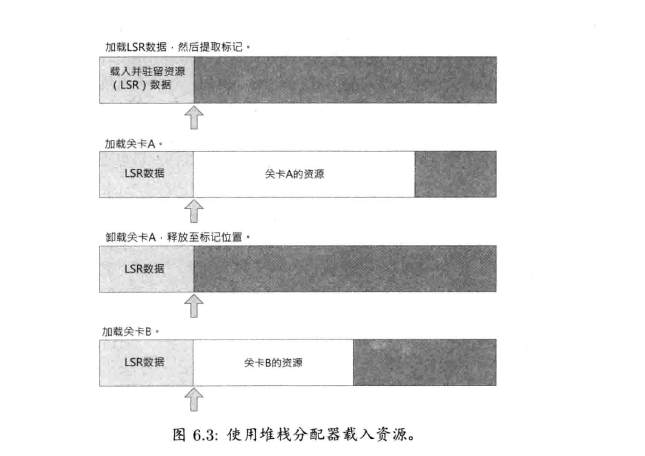 加载LSR数据，然后提取标记。
载入并驻留资源
（LSR）数据
加载关卡A。
LSR数据
关卡A的资源
卸载关卡A，释放至标记位置。
LSR数据
加载关卡B。
LSR数据
关卡B的资源
图 6.3: 使用堆栈分配器载入资源。